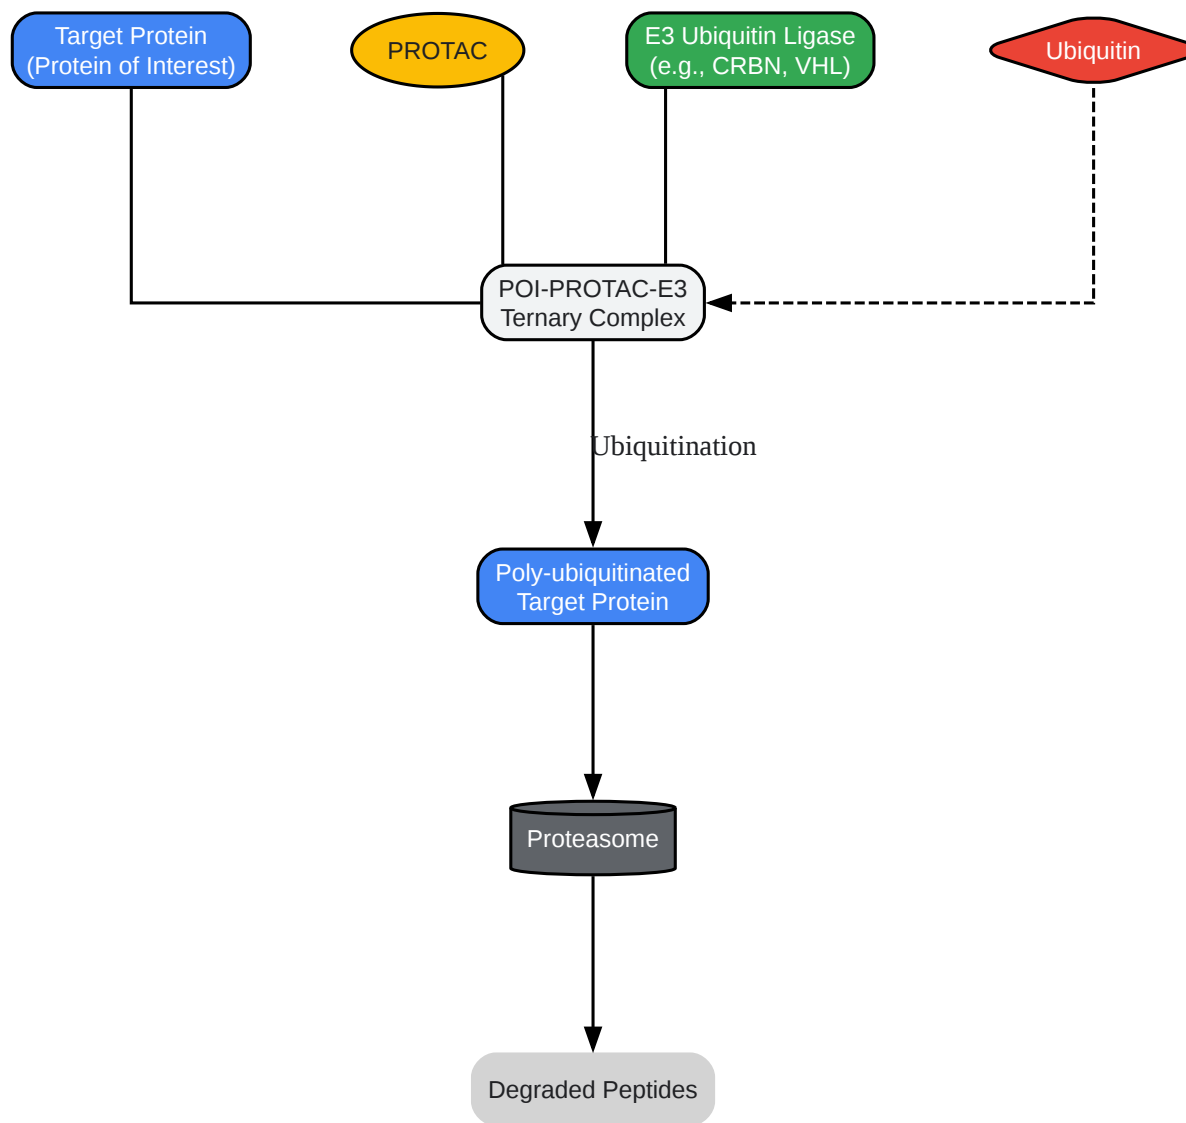 Target Protein
(Protein of Interest)
PROTAC
E3 Ubiquitin Ligase
(e.g., CRBN, VHL)
Ubiquitin
POI-PROTAC-E3
Ternary Complex
Ubiquitination
Poly-ubiquitinated
Target Protein
Proteasome
Degraded Peptides